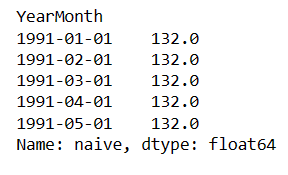 YearMonth
1991-01-01    132.0
1991-02-01    132.0
1991-03-01    132.0
1991-04-01    132.0
1991-05-01    132.0
Name: naive, dtype: float64